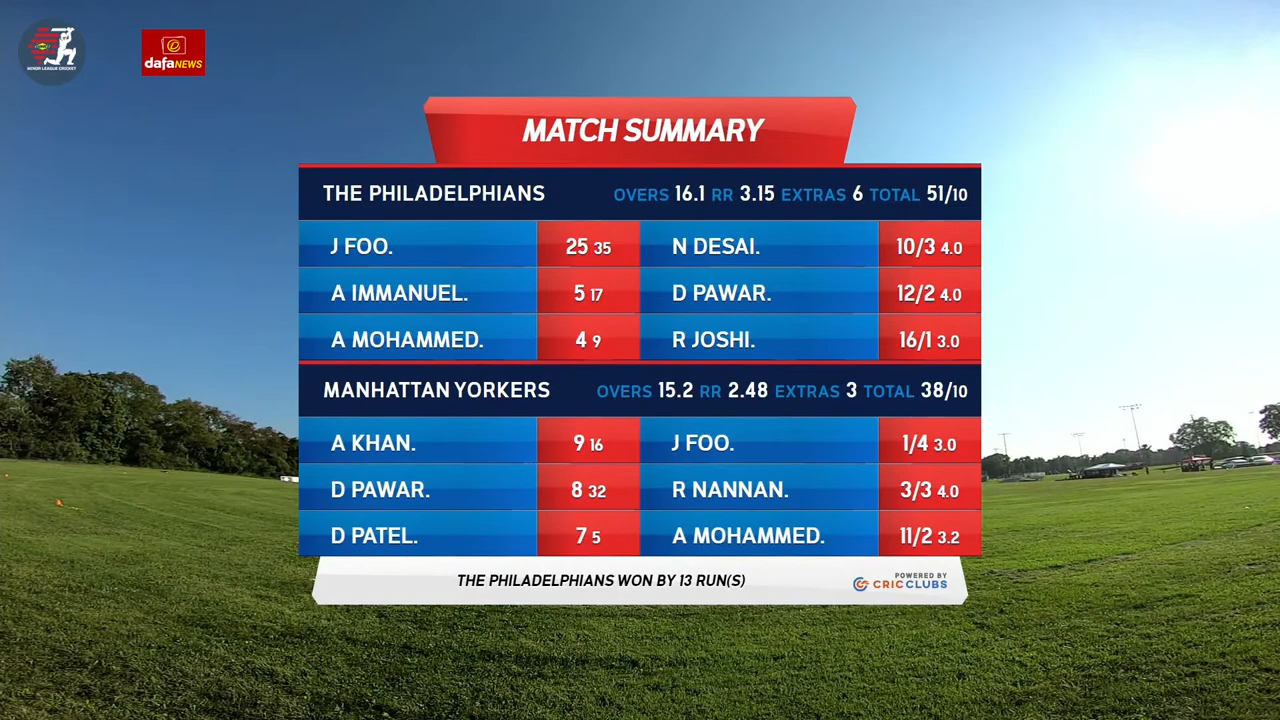 MINOR LEAGUE CRICKET
dafaNEWS
MATCH SUMMARY
THE PHILADELPHIANS OVERS 16.1 RR 3.15 EXTRAS 6 TOTAL 51/10
J FOO. 25 35 N DESAI. 10/3 4.0
A IMMANUEL. 5 17 D PAWAR. 12/2 4.0
A MOHAMMED. 4 9 R JOSHI. 16/1 3.0
MANHATTAN YORKERS OVERS 15.2 RR 2.48 EXTRAS 3 TOTAL 38/10
A KHAN. 9 16 J FOO. 1/4 3.0
D PAWAR. 8 32 R NANNAN. 3/3 4.0
D PATEL. 7 5 A MOHAMMED. 11/2 3.2
THE PHILADELPHIANS WON BY 13 RUN(S)
POWERED BY
CRICCLUBS